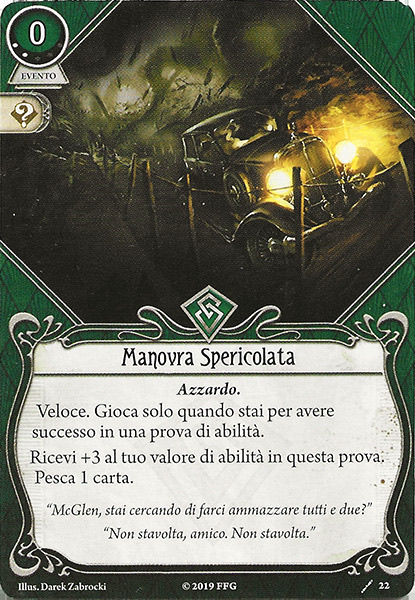 0
EVENTO
?
Manovra Spericolata
Azzardo.
Veloce. Gioca solo quando stai per avere
successo in una prova di abilità.
Ricevi +3 al tuo valore di abilità in questa prova.
Pesca 1 carta.
“McGlen, stai cercando di farci ammazzare tutti e due?”
“Non stavolta, amico. Non stavolta.”
Illus. Darek Zabrocki
© 2019 FFG
22